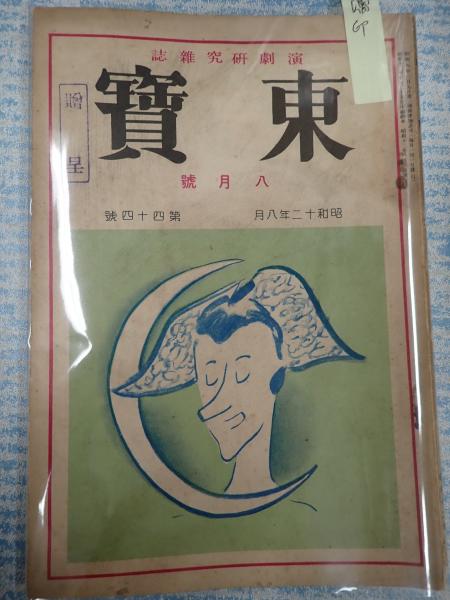 演劇研究雜誌
東寶
八月號
昭和十二年八月 第四十四號
贈呈
印